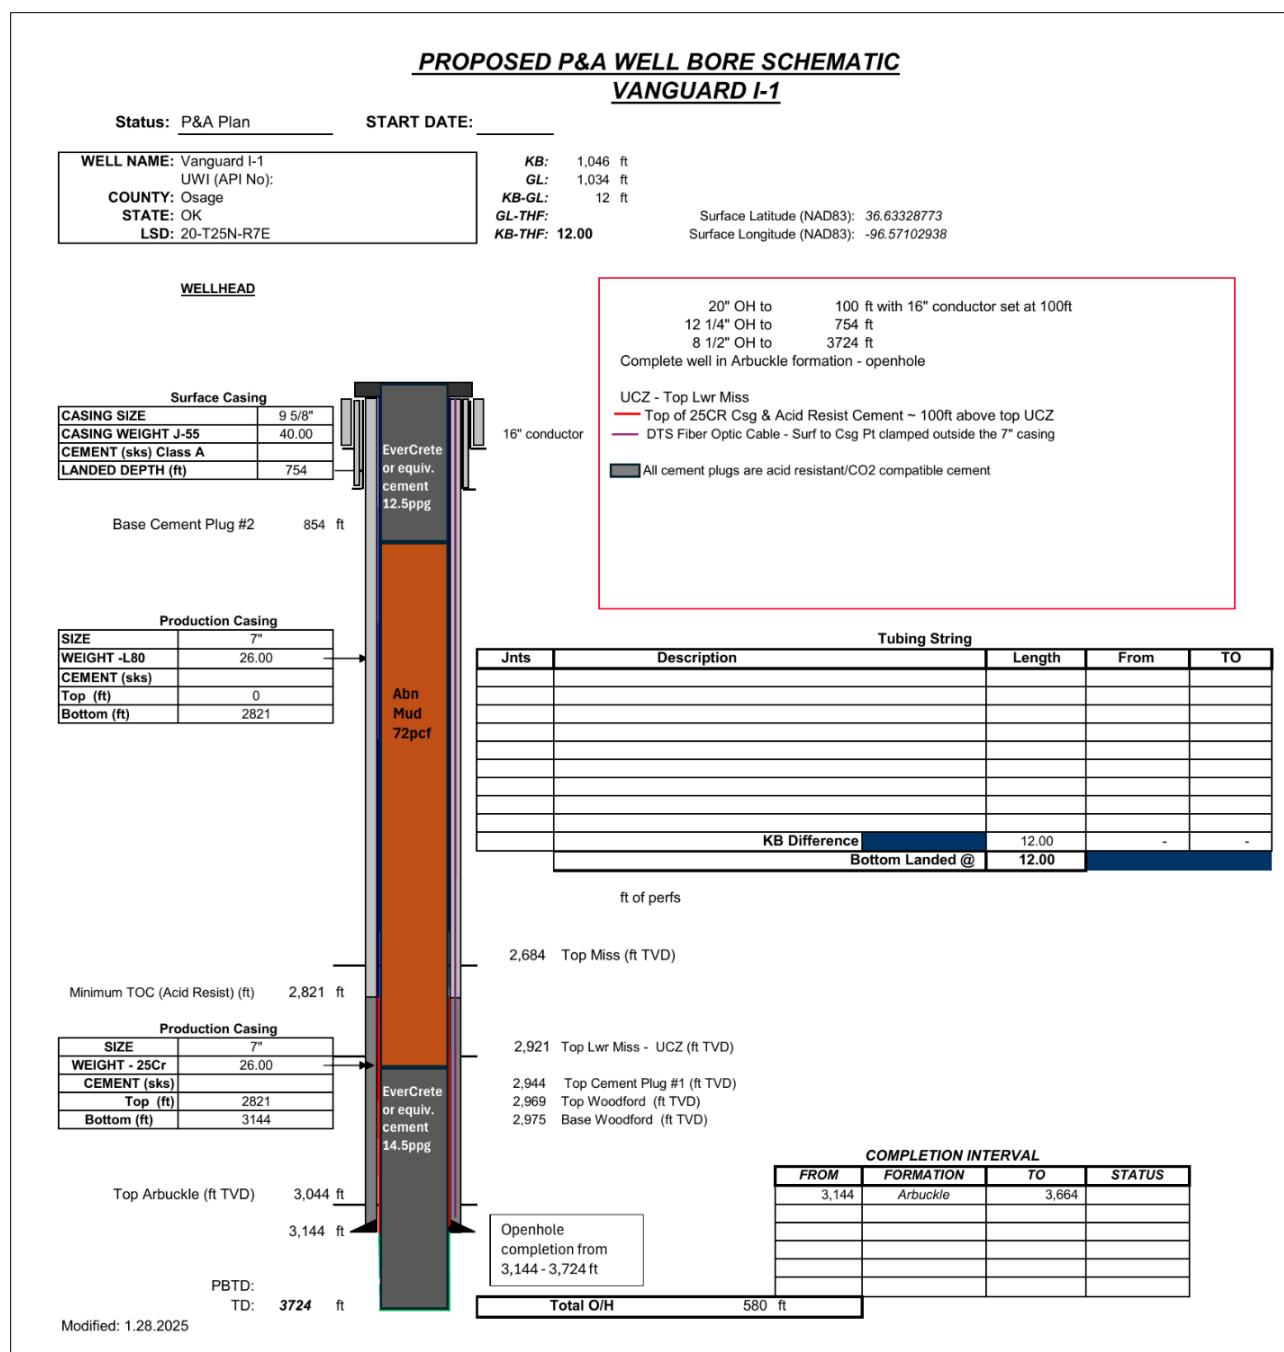 PROPOSED P&A WELL BORE SCHEMATIC
VANGUARD I-1
Status: P&A Plan START DATE:
WELL NAME: Vanguard I-1
UWI (API No):
COUNTY: Osage
STATE: OK
LSD: 20-T25N-R7E
KB: 1,046 ft
GL: 1,034 ft
KB-GL: 12 ft
GL-THF:
KB-THF: 12.00
Surface Latitude (NAD83): 36.63328773
Surface Longitude (NAD83): -96.57102938
WELLHEAD
20" OH to 100 ft with 16" conductor set at 100ft
12 1/4" OH to 754 ft
8 1/2" OH to 3724 ft
Complete well in Arbuckle formation - openhole
UCZ - Top Lwr Miss
Top of 25CR Csg & Acid Resist Cement ~ 100ft above top UCZ
DTS Fiber Optic Cable - Surf to Csg Pt clamped outside the 7" casing
All cement plugs are acid resistant/CO2 compatible cement
Surface Casing
CASING SIZE 9 5/8"
CASING WEIGHT J-55 40.00
CEMENT (sks) Class A
LANDED DEPTH (ft) 754
16" conductor
EverCrete
or equiv.
cement
12.5ppg
Base Cement Plug #2 854 ft
Production Casing
SIZE 7"
WEIGHT -L80 26.00
CEMENT (sks)
Top (ft) 0
Bottom (ft) 2821
Abn
Mud
72pcf
Tubing String
Jnts Description Length From TO
KB Difference 12.00 - -
Bottom Landed @ 12.00
ft of perfs
2,684 Top Miss (ft TVD)
Minimum TOC (Acid Resist) (ft) 2,821 ft
Production Casing
SIZE 7"
WEIGHT - 25Cr 26.00
CEMENT (sks)
Top (ft) 2821
Bottom (ft) 3144
2,921 Top Lwr Miss - UCZ (ft TVD)
2,944 Top Cement Plug #1 (ft TVD)
2,969 Top Woodford (ft TVD)
2,975 Base Woodford (ft TVD)
EverCrete
or equiv.
cement
14.5ppg
COMPLETION INTERVAL
FROM FORMATION TO STATUS
3,144 Arbuckle 3,664
Top Arbuckle (ft TVD) 3,044 ft
3,144 ft
Openhole
completion from
3,144 - 3,724 ft
PBTD:
TD: 3724 ft
Total O/H 580 ft
Modified: 1.28.2025